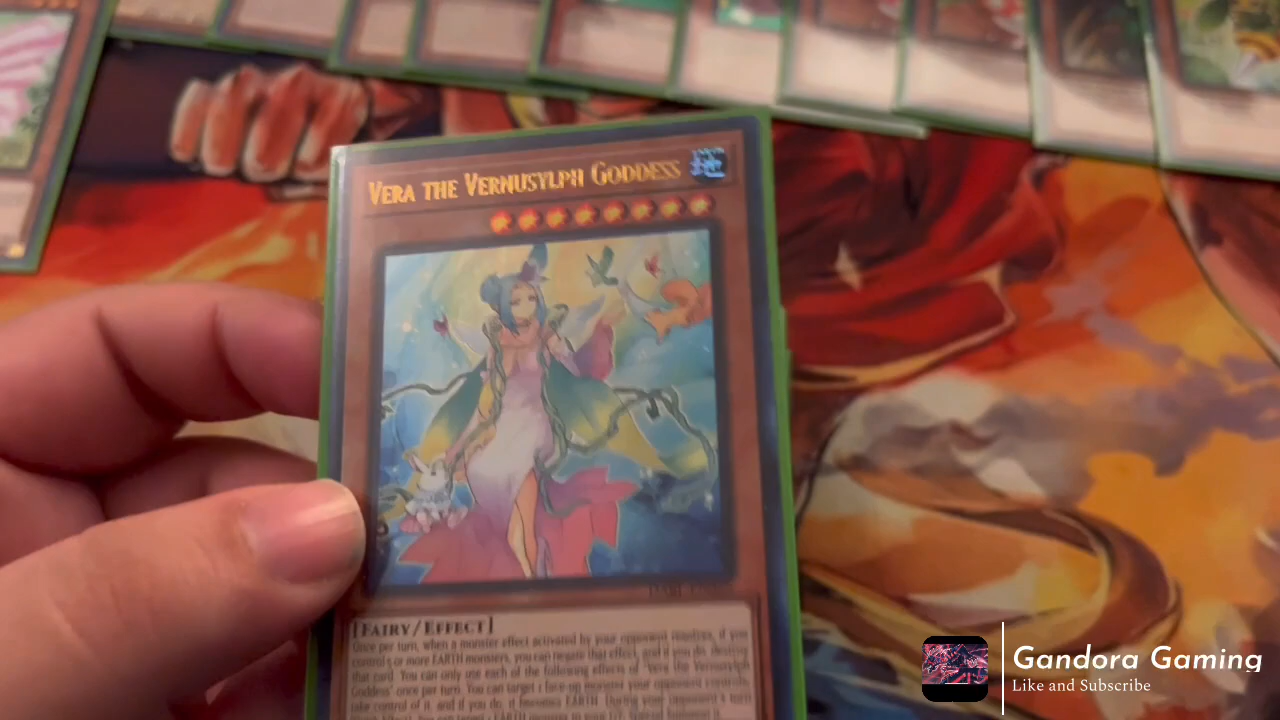 VERA THE VERNUSYLPH GODDESS
[FAIRY/EFFECT]
Once per turn, when a monster effect activated by your opponent resolves, if you
control 5 or more EARTH monsters, you can negate that effect, and if you do, destroy
that card. You can only use each of the following effects of "Vera the Vernusylph
Goddess" once per turn. You can target 1 face-up monster your opponent controls;
take control of it, and if you do, it becomes EARTH. During your opponent's turn
Gandora Gaming
Like and Subscribe